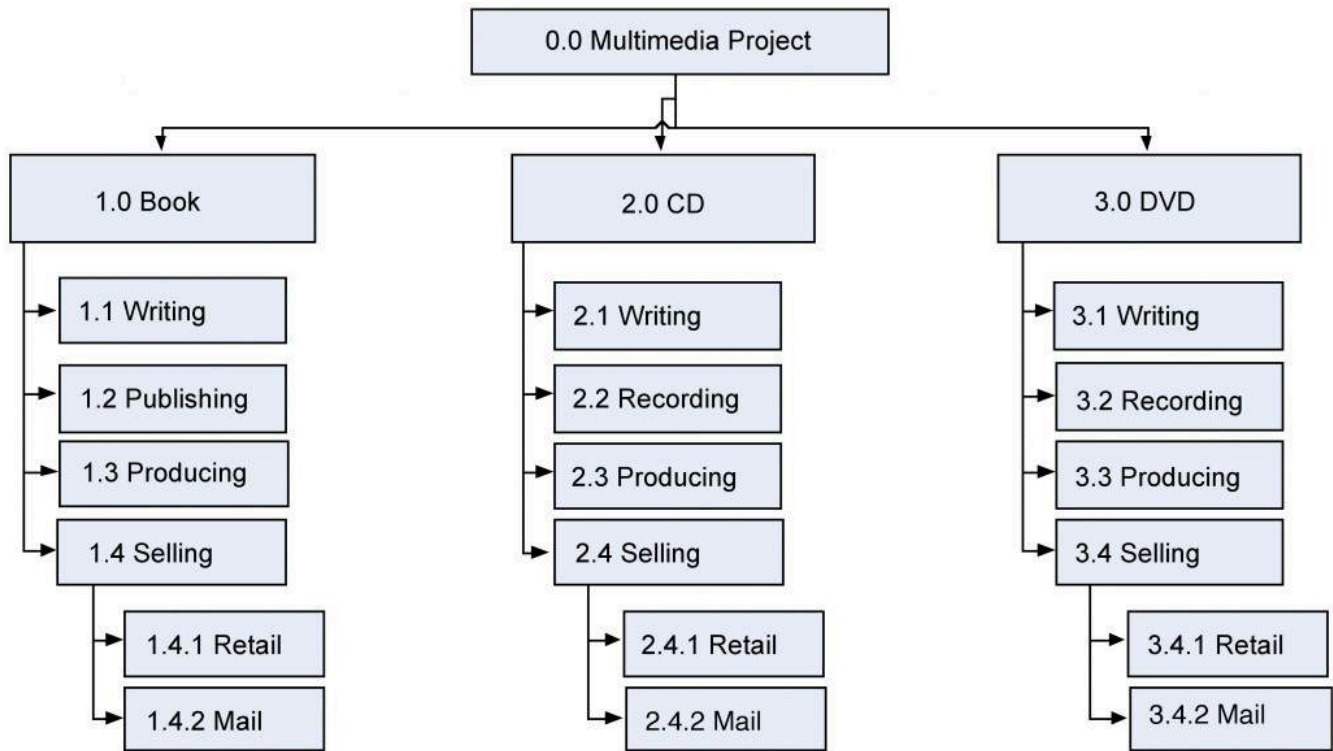 0.0 Multimedia Project
1.0 Book
2.0 CD
3.0 DVD
1.1 Writing
2.1 Writing
3.1 Writing
1.2 Publishing
2.2 Recording
3.2 Recording
1.3 Producing
2.3 Producing
3.3 Producing
1.4 Selling
2.4 Selling
3.4 Selling
1.4.1 Retail
2.4.1 Retail
3.4.1 Retail
1.4.2 Mail
2.4.2 Mail
3.4.2 Mail